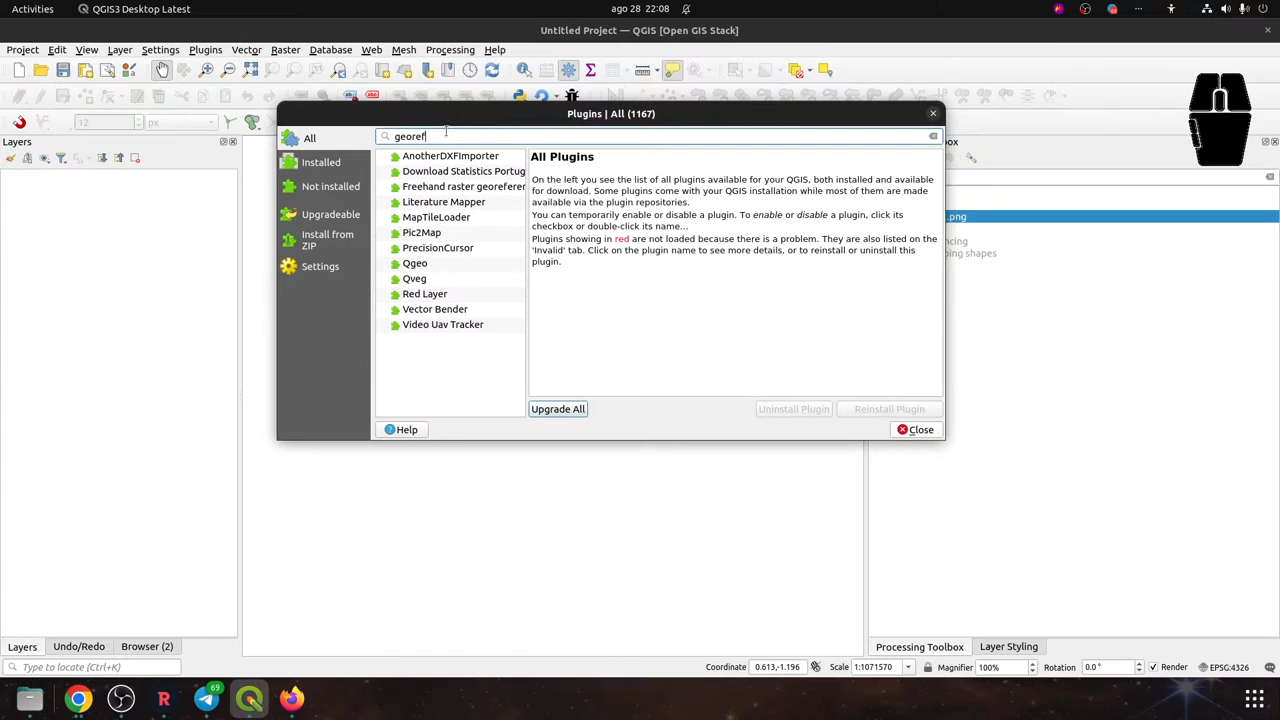 Activities QGIS3 Desktop Latest ago 28 22:08
Untitled Project — QGIS [Open GIS Stack]
Project Edit View Layer Settings Plugins Vector Raster Database Web Mesh Processing Help
12 px
Layers
Plugins | All (1167)
georef
All
Installed
Not installed
Upgradeable
Install from
ZIP
Settings
AnotherDXFImporter
Download Statistics Portug
Freehand raster georeferer
Literature Mapper
MapTileLoader
Pic2Map
PrecisionCursor
Qgeo
Qveg
Red Layer
Vector Bender
Video Uav Tracker
All Plugins
On the left you see the list of all plugins available for your QGIS, both installed and available
for download. Some plugins come with your QGIS installation while most of them are made
available via the plugin repositories.
You can temporarily enable or disable a plugin. To enable or disable a plugin, click its
checkbox or double-click its name...
Plugins showing in red are not loaded because there is a problem. They are also listed on the
'Invalid' tab. Click on the plugin name to see more details, or to reinstall or uninstall this
plugin.
Upgrade All Uninstall Plugin Reinstall Plugin
Help Close
box
.png
ncing
ping shapes
Layers Undo/Redo Browser (2) Processing Toolbox Layer Styling
Type to locate (Ctrl+K) Coordinate 0.613,-1.196 Scale 1:1071570 Magnifier 100% Rotation 0.0 ° Render EPSG:4326
69